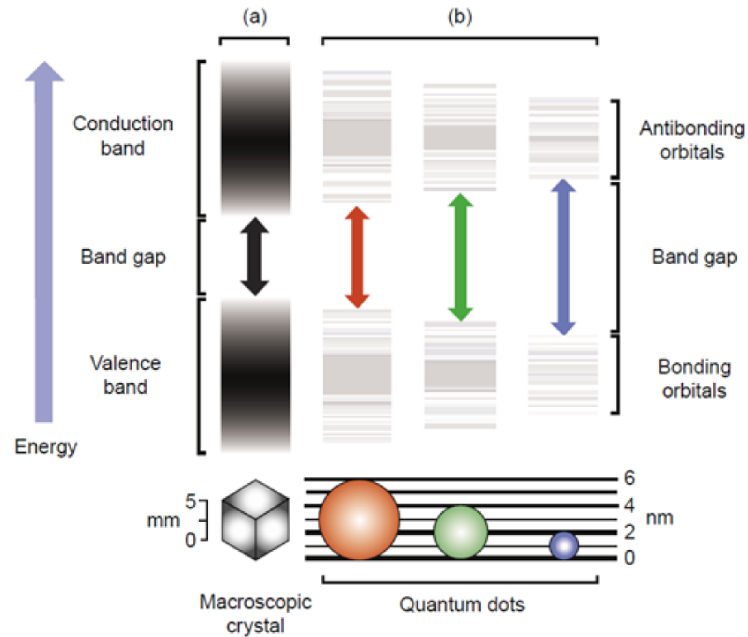 (a)
(b)
Conduction
band
Antibonding
orbitals
Band gap
Band gap
Valence
band
Bonding
orbitals
Energy
5
mm
0
6
4
nm
2
0
Macroscopic
crystal
Quantum dots